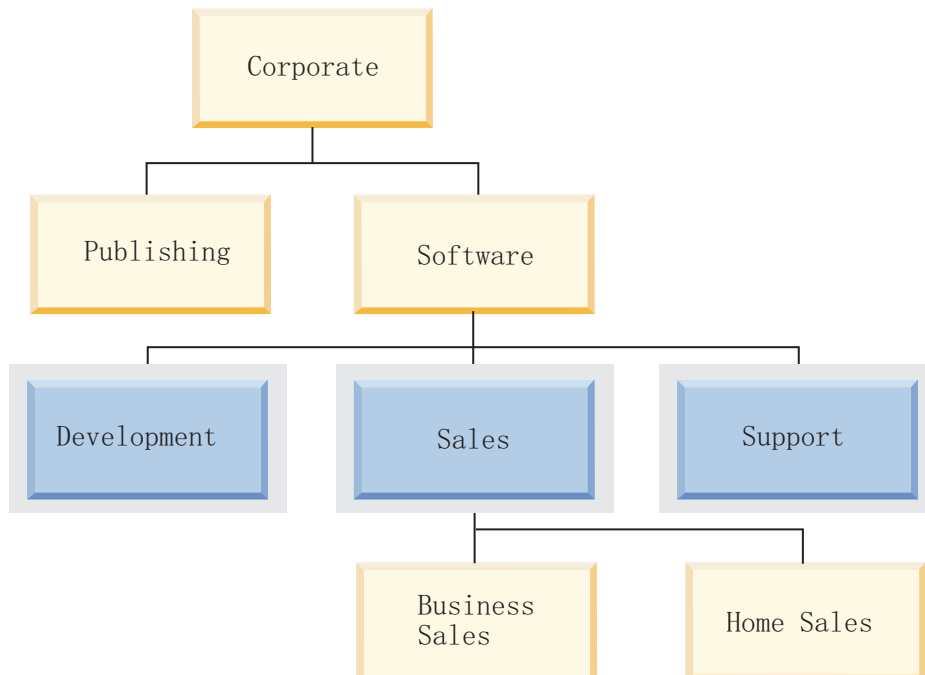 Corporate
Publishing
Software
Development
Sales
Support
Business
Sales
Home Sales